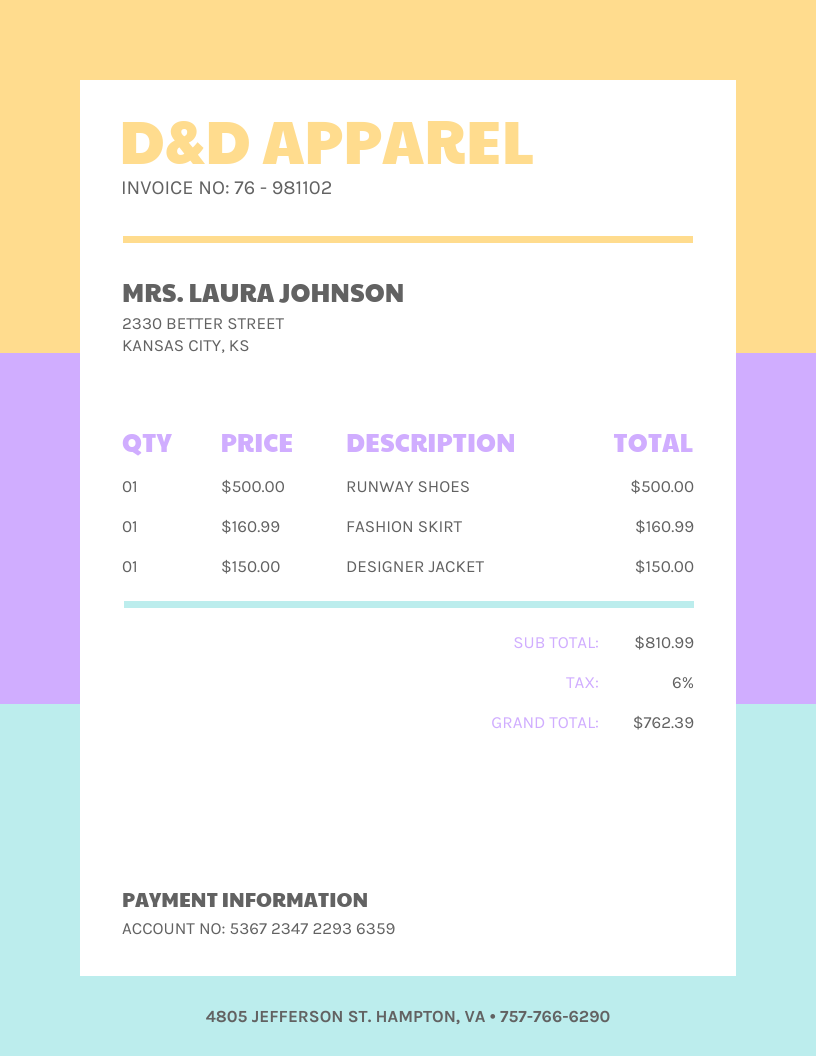 D&D APPAREL
INVOICE NO: 76 - 981102
MRS. LAURA JOHNSON
2330 BETTER STREET
KANSAS CITY, KS
QTY PRICE DESCRIPTION TOTAL
01 $500.00 RUNWAY SHOES $500.00
01 $160.99 FASHION SKIRT $160.99
01 $150.00 DESIGNER JACKET $150.00
SUB TOTAL: $810.99
TAX: 6%
GRAND TOTAL: $762.39
PAYMENT INFORMATION
ACCOUNT NO: 5367 2347 2293 6359
4805 JEFFERSON ST. HAMPTON, VA • 757-766-6290